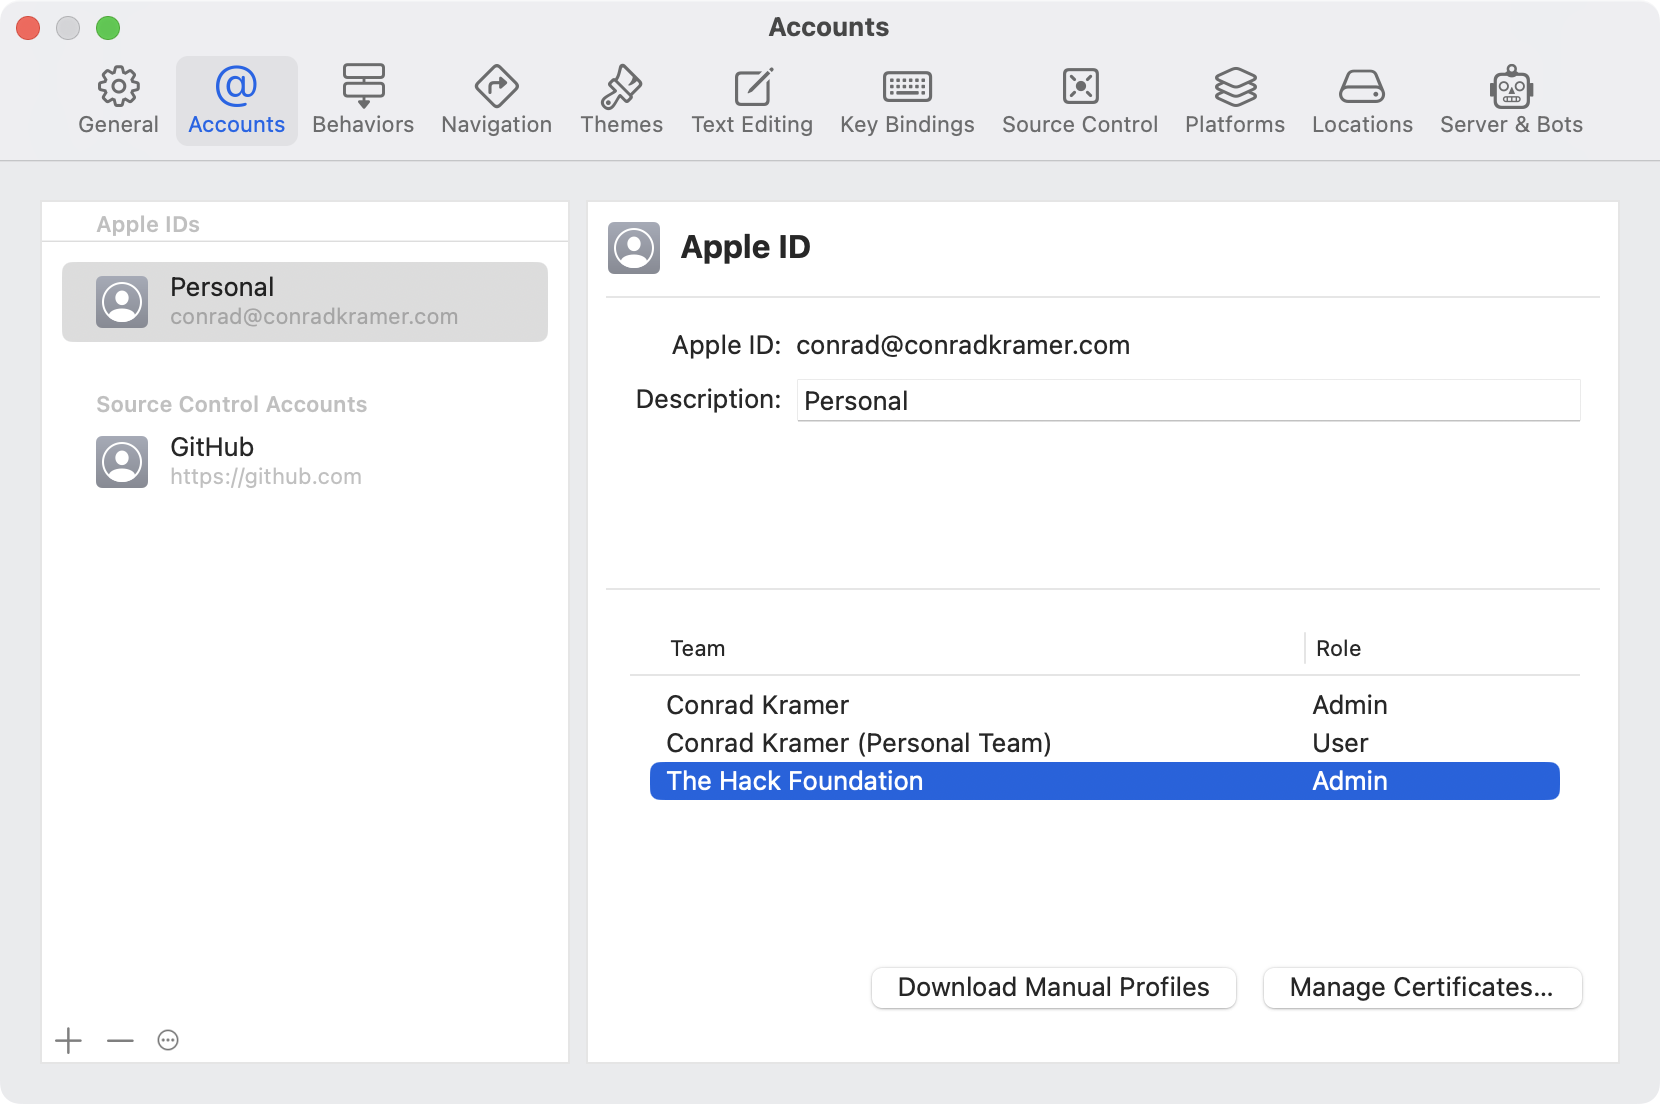 Accounts
General Accounts Behaviors Navigation Themes Text Editing Key Bindings Source Control Platforms Locations Server & Bots
Apple IDs
Personal
conrad@conradkramer.com
Source Control Accounts
GitHub
https://github.com
Apple ID
Apple ID: conrad@conradkramer.com
Description: Personal
Team Role
Conrad Kramer Admin
Conrad Kramer (Personal Team) User
The Hack Foundation Admin
Download Manual Profiles Manage Certificates...